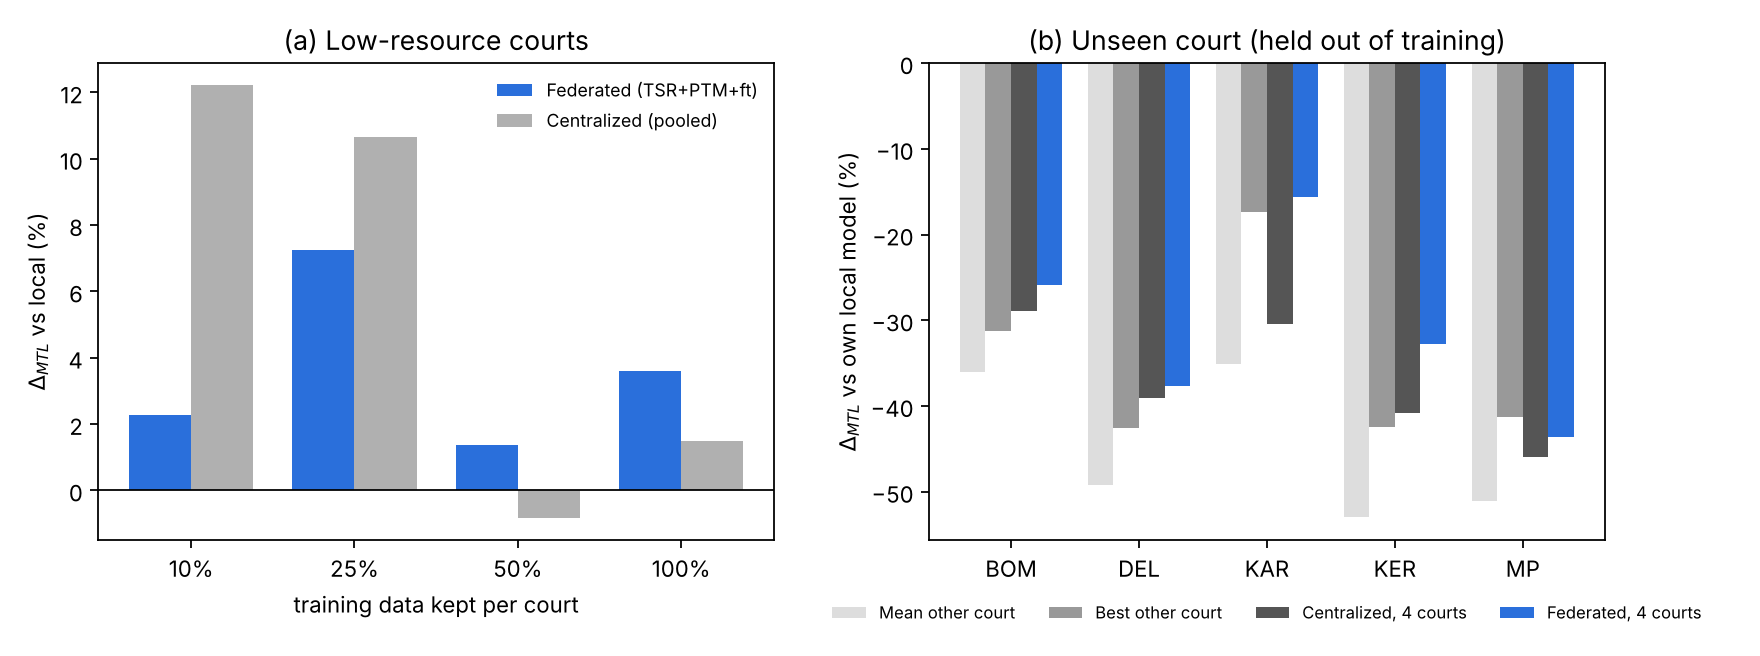 (a) Low-resource courts
Federated (TSR+PTM+ft)
Centralized (pooled)
Δ_MTL vs local (%)
12
10
8
6
4
2
0
10% 25% 50% 100%
training data kept per court
(b) Unseen court (held out of training)
Δ_MTL vs own local model (%)
0
−10
−20
−30
−40
−50
BOM DEL KAR KER MP
Mean other court Best other court Centralized, 4 courts Federated, 4 courts